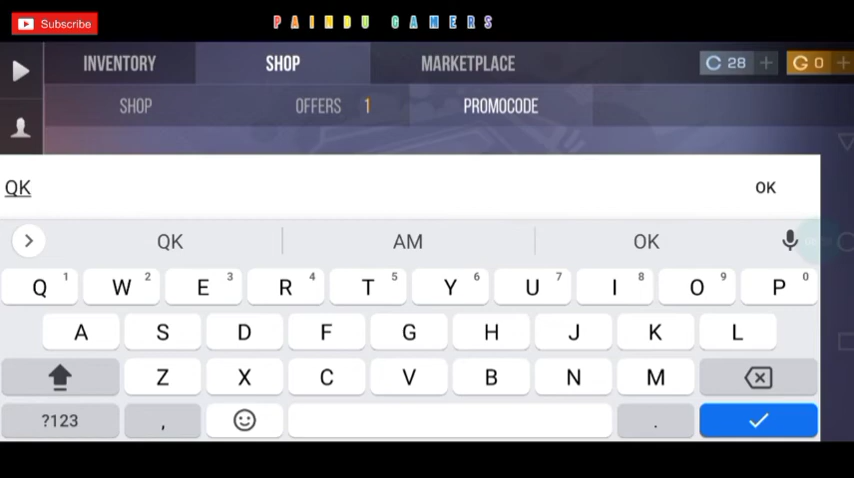 Subscribe
PAINDU GAMERS
INVENTORY SHOP MARKETPLACE C 28 + G 0 +
SHOP OFFERS 1 PROMOCODE
QK OK
QK AM OK
Q 1 W 2 E 3 R 4 T 5 Y 6 U 7 I 8 O 9 P 0
A S D F G H J K L
Z X C V B N M
?123 , .